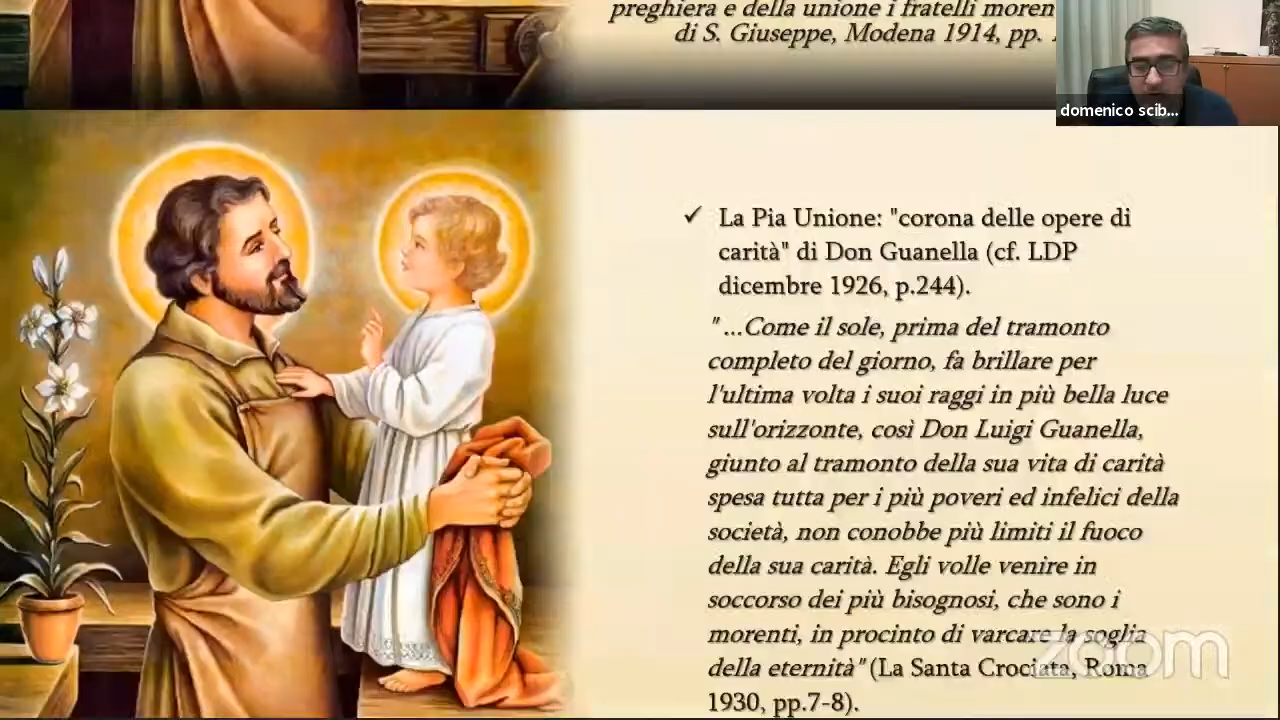 preghiera e della unione i fratelli moren
di S. Giuseppe, Modena 1914, pp.
domenico scib...
✓ La Pia Unione: "corona delle opere di
carità" di Don Guanella (cf. LDP
dicembre 1926, p.244).
"...Come il sole, prima del tramonto
completo del giorno, fa brillare per
l'ultima volta i suoi raggi in più bella luce
sull'orizzonte, così Don Luigi Guanella,
giunto al tramonto della sua vita di carità
spesa tutta per i più poveri ed infelici della
società, non conobbe più limiti il fuoco
della sua carità. Egli volle venire in
soccorso dei più bisognosi, che sono i
morenti, in procinto di varcare la soglia
della eternità" (La Santa Crociata, Roma
1930, pp.7-8).
zoom